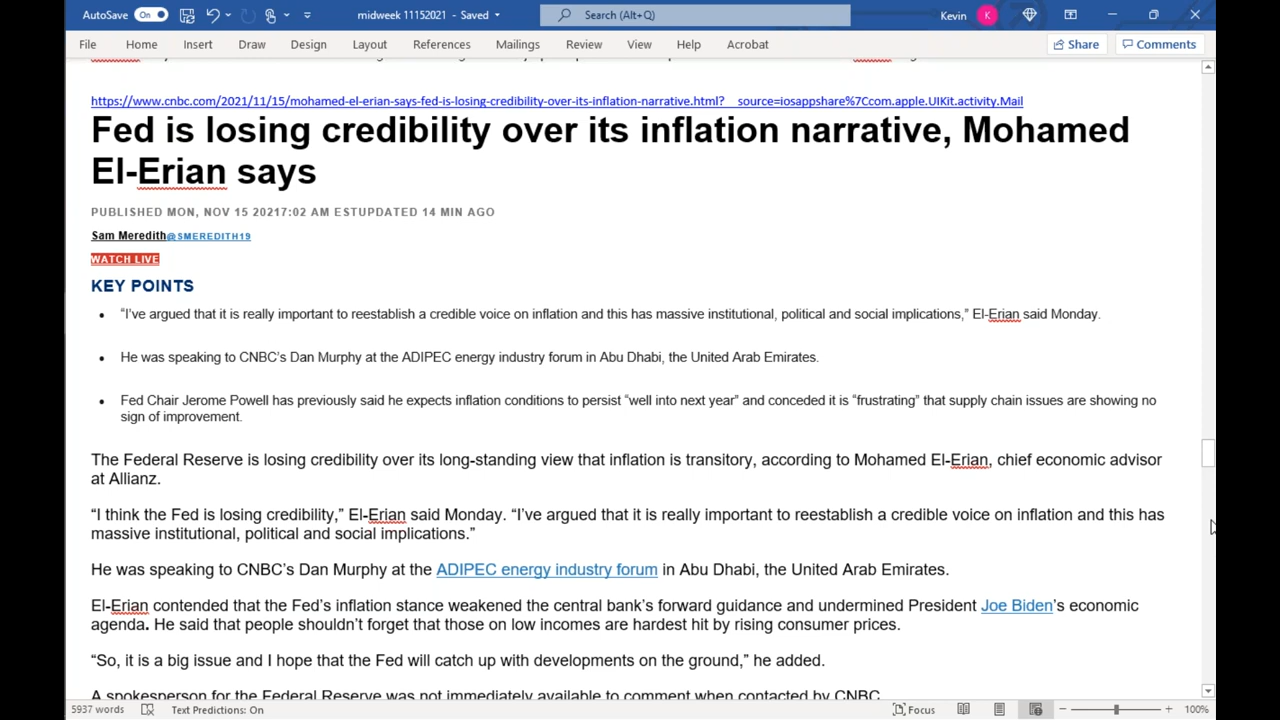 AutoSave On midweek 11152021 - Saved Search (Alt+Q) Kevin K
File Home Insert Draw Design Layout References Mailings Review View Help Acrobat Share Comments
https://www.cnbc.com/2021/11/15/mohamed-el-erian-says-fed-is-losing-credibility-over-its-inflation-narrative.html?__source=iosappshare%7Ccom.apple.UIKit.activity.Mail
Fed is losing credibility over its inflation narrative, Mohamed
El-Erian says
PUBLISHED MON, NOV 15 20217:02 AM ESTUPDATED 14 MIN AGO
Sam Meredith@SMEREDITH19
WATCH LIVE
KEY POINTS
• “I’ve argued that it is really important to reestablish a credible voice on inflation and this has massive institutional, political and social implications,” El-Erian said Monday.
• He was speaking to CNBC’s Dan Murphy at the ADIPEC energy industry forum in Abu Dhabi, the United Arab Emirates.
• Fed Chair Jerome Powell has previously said he expects inflation conditions to persist “well into next year” and conceded it is “frustrating” that supply chain issues are showing no
sign of improvement.
The Federal Reserve is losing credibility over its long-standing view that inflation is transitory, according to Mohamed El-Erian, chief economic advisor
at Allianz.
“I think the Fed is losing credibility,” El-Erian said Monday. “I’ve argued that it is really important to reestablish a credible voice on inflation and this has
massive institutional, political and social implications.”
He was speaking to CNBC’s Dan Murphy at the ADIPEC energy industry forum in Abu Dhabi, the United Arab Emirates.
El-Erian contended that the Fed’s inflation stance weakened the central bank’s forward guidance and undermined President Joe Biden’s economic
agenda. He said that people shouldn’t forget that those on low incomes are hardest hit by rising consumer prices.
“So, it is a big issue and I hope that the Fed will catch up with developments on the ground,” he added.
A spokesperson for the Federal Reserve was not immediately available to comment when contacted by CNBC.
5937 words Text Predictions: On Focus 100%